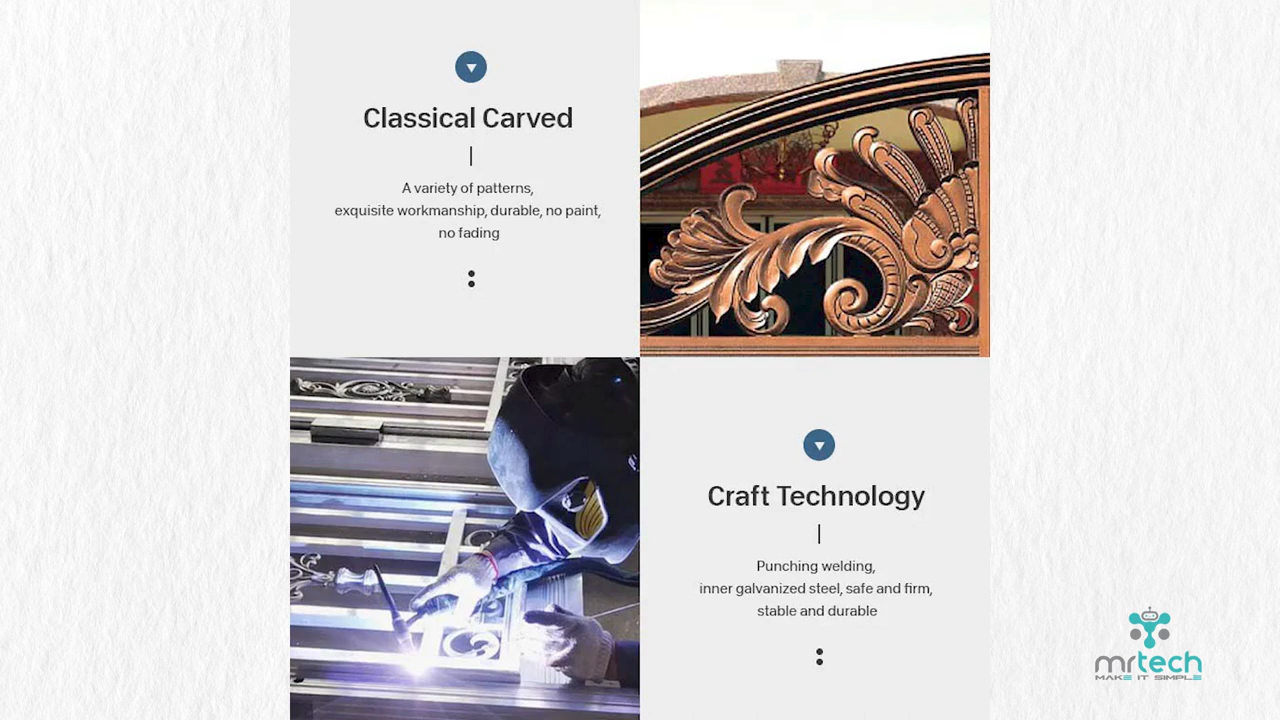 Classical Carved
A variety of patterns,
exquisite workmanship, durable, no paint,
no fading
Craft Technology
Punching welding,
inner galvanized steel, safe and firm,
stable and durable
mrtech
MAKE IT SIMPLE